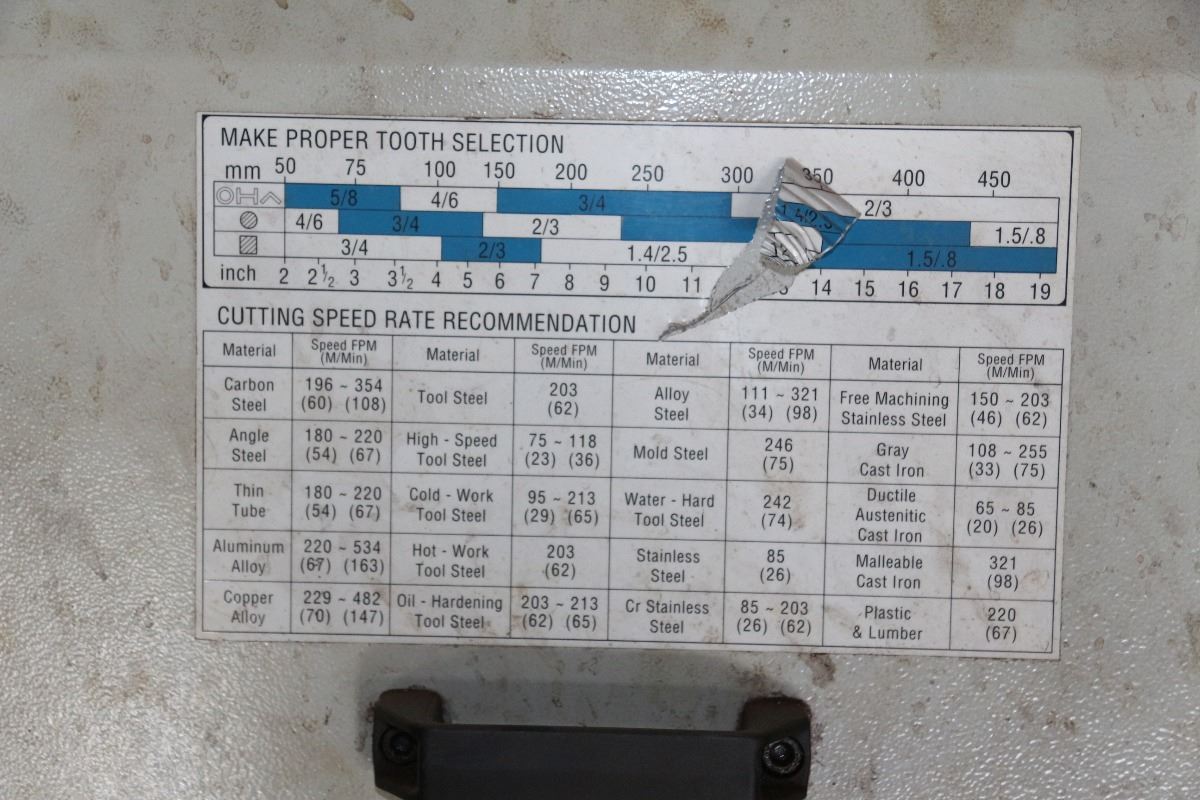 MAKE PROPER TOOTH SELECTION
mm 50 75 100 150 200 250 300 350 400 450
5/8 4/6 3/4 2/3
4/6 3/4 2/3 1.5/.8
3/4 2/3 1.4/2.5 1.5/.8
inch 2 2½ 3 3½ 4 5 6 7 8 9 10 11 14 15 16 17 18 19
CUTTING SPEED RATE RECOMMENDATION
Material Speed FPM Material Speed FPM Material Speed FPM Material Speed FPM
(M/Min) (M/Min) (M/Min) (M/Min)
Carbon 196 ~ 354 Tool Steel 203 Alloy 111 ~ 321 Free Machining 150 ~ 203
Steel (60) (108) (62) Steel (34) (98) Stainless Steel (46) (62)
Angle 180 ~ 220 High - Speed 75 ~ 118 Mold Steel 246 Gray 108 ~ 255
Steel (54) (67) Tool Steel (23) (36) (75) Cast Iron (33) (75)
Thin 180 ~ 220 Cold - Work 95 ~ 213 Water - Hard 242 Ductile 65 ~ 85
Tube (54) (67) Tool Steel (29) (65) Tool Steel (74) Austenitic (20) (26)
Cast Iron
Aluminum 220 ~ 534 Hot - Work 203 Stainless 85 Malleable 321
Alloy (67) (163) Tool Steel (62) Steel (26) Cast Iron (98)
Copper 229 ~ 482 Oil - Hardening 203 ~ 213 Cr Stainless 85 ~ 203 Plastic 220
Alloy (70) (147) Tool Steel (62) (65) Steel (26) (62) & Lumber (67)